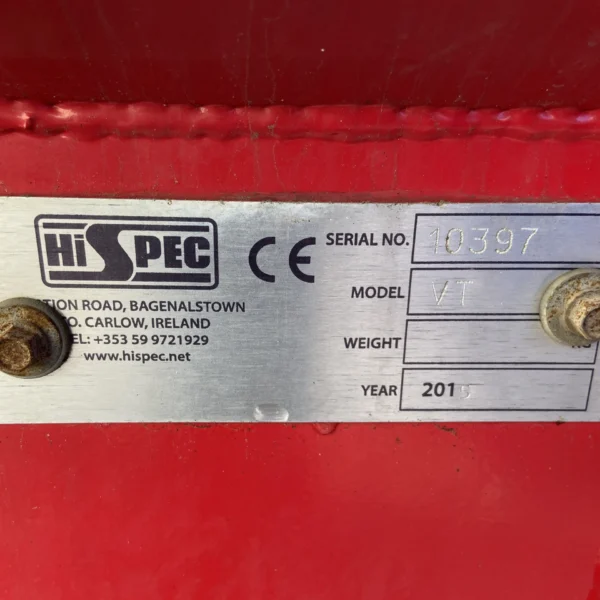 HiSPEC
CE
TION ROAD, BAGENALSTOWN
O. CARLOW, IRELAND
EL: +353 59 9721929
www.hispec.net
SERIAL NO. 10397
MODEL VT
WEIGHT
YEAR 201